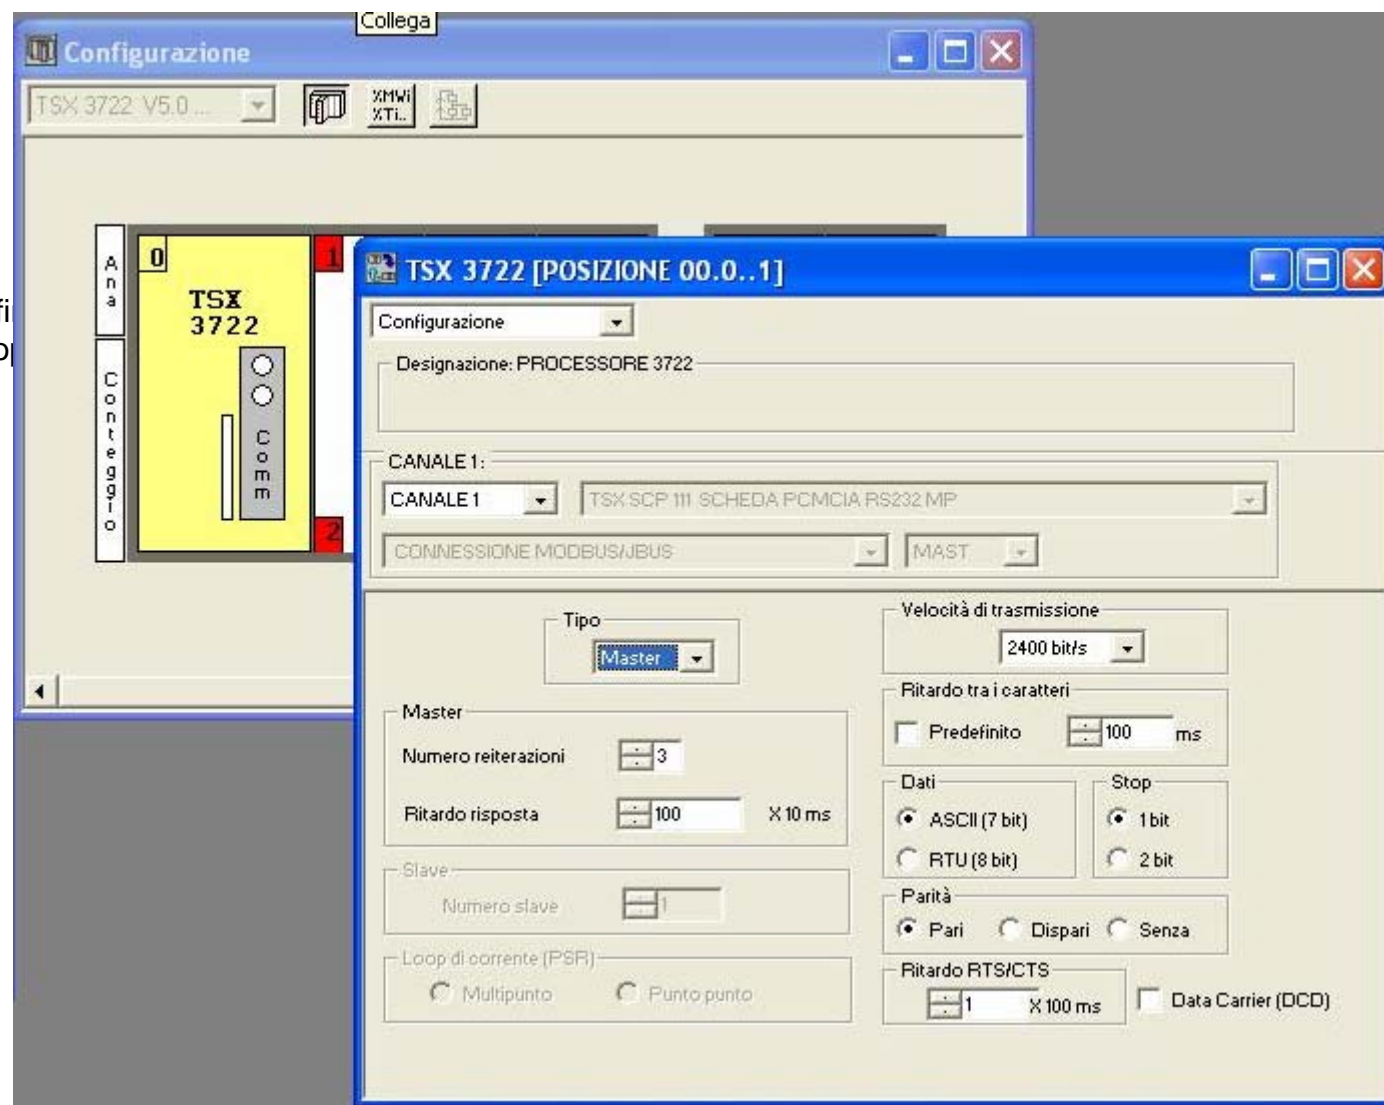 Collega
Configurazione
TSX 3722 V5.0 ...
%MWi
%Ti..
Ana
Conteggio
0
TSX
3722
Comm
1
2
fi
TSX 3722 [POSIZIONE 00.0..1]
Configurazione
Designazione: PROCESSORE 3722
CANALE 1:
CANALE 1
TSX SCP 111 SCHEDA PCMCIA RS232 MP
CONNESSIONE MODBUS/JBUS
MAST
Tipo
Master
Master
Numero reiterazioni
3
Ritardo risposta
100
X 10 ms
Slave
Numero slave
1
Loop di corrente (PSR)
Multipunto
Punto punto
Velocità di trasmissione
2400 bit/s
Ritardo tra i caratteri
Predefinito
100
ms
Dati
ASCII (7 bit)
RTU (8 bit)
Stop
1 bit
2 bit
Parità
Pari
Dispari
Senza
Ritardo RTS/CTS
1
X 100 ms
Data Carrier (DCD)